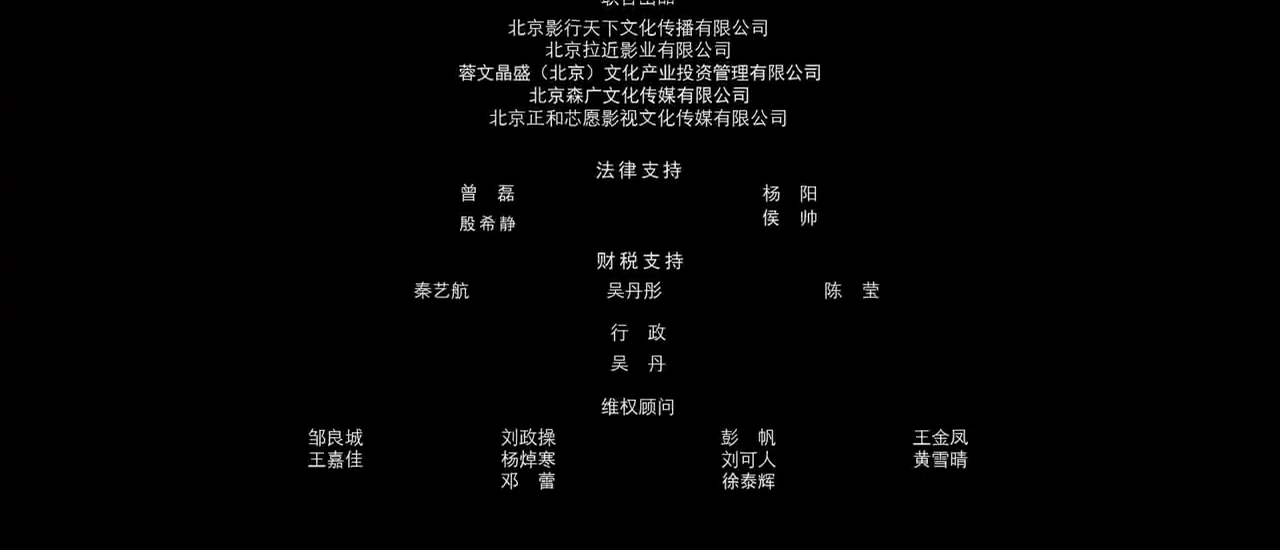 联合出品
北京影行天下文化传播有限公司
北京拉近影业有限公司
蓉文晶盛（北京）文化产业投资管理有限公司
北京森广文化传媒有限公司
北京正和芯愿影视文化传媒有限公司
法律支持
曾 磊 杨 阳
殷希静 侯 帅
财税支持
秦艺航 吴丹彤 陈 莹
行 政
吴 丹
维权顾问
邹良城 刘政操 彭 帆 王金凤
王嘉佳 杨焯寒 刘可人 黄雪晴
邓 蕾 徐泰辉